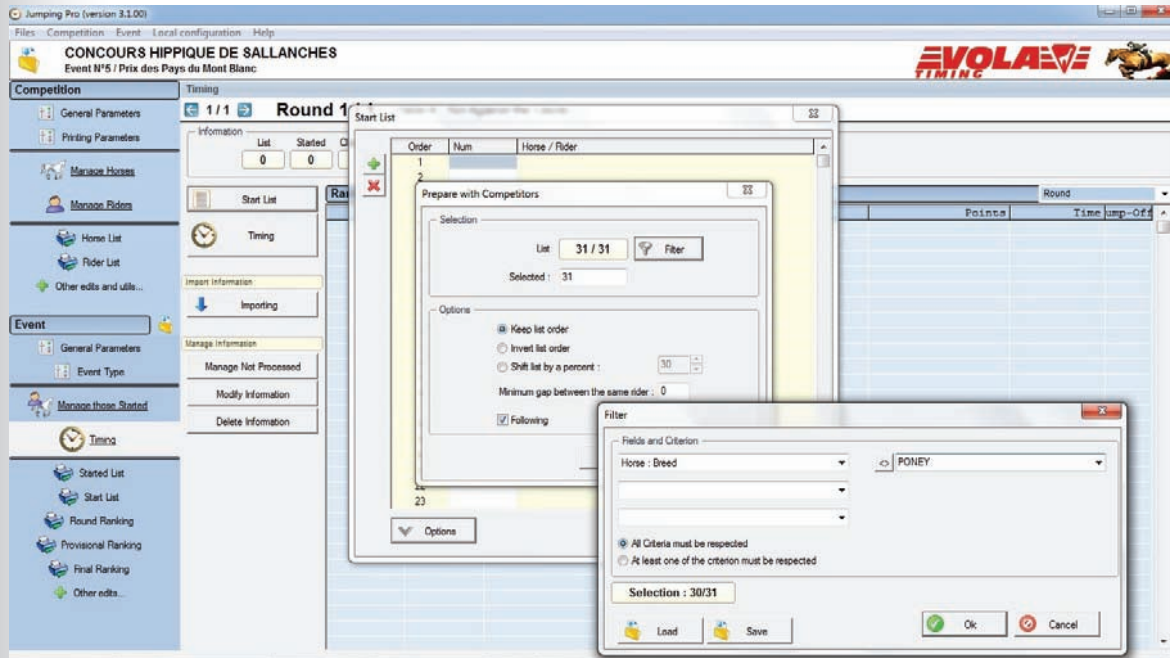 Jumping Pro (version 3.1.00)
Files Competition Event Local configuration Help
CONCOURS HIPPIQUE DE SALLANCHES
Event N°5 / Prix des Pays du Mont Blanc
VOLA
TIMING
Competition
General Parameters
Printing Parameters
Manage Horses
Manage Riders
Horse List
Rider List
Other edits and utils...
Event
General Parameters
Event Type
Manage those Started
Timing
Started List
Start List
Round Ranking
Provisional Ranking
Final Ranking
Other edits...
Timing
1/1 Round 1
Information
List Started
0 0
Start List
Timing
Import Information
Importing
Manage Information
Manage Not Processed
Modify Information
Delete Information
Round
Points Time ump-Off
Start List
Order Num Horse / Rider
1
2
23
Options
Prepare with Competitors
Selection
List 31 / 31 Filter
Selected : 31
Options
Keep list order
Invert list order
Shift list by a percent : 30
Minimum gap between the same rider : 0
Following
Filter
Fields and Criterion
Horse : Breed <> PONEY
All Criteria must be respected
At least one of the criterion must be respected
Selection : 30/31
Load Save Ok Cancel